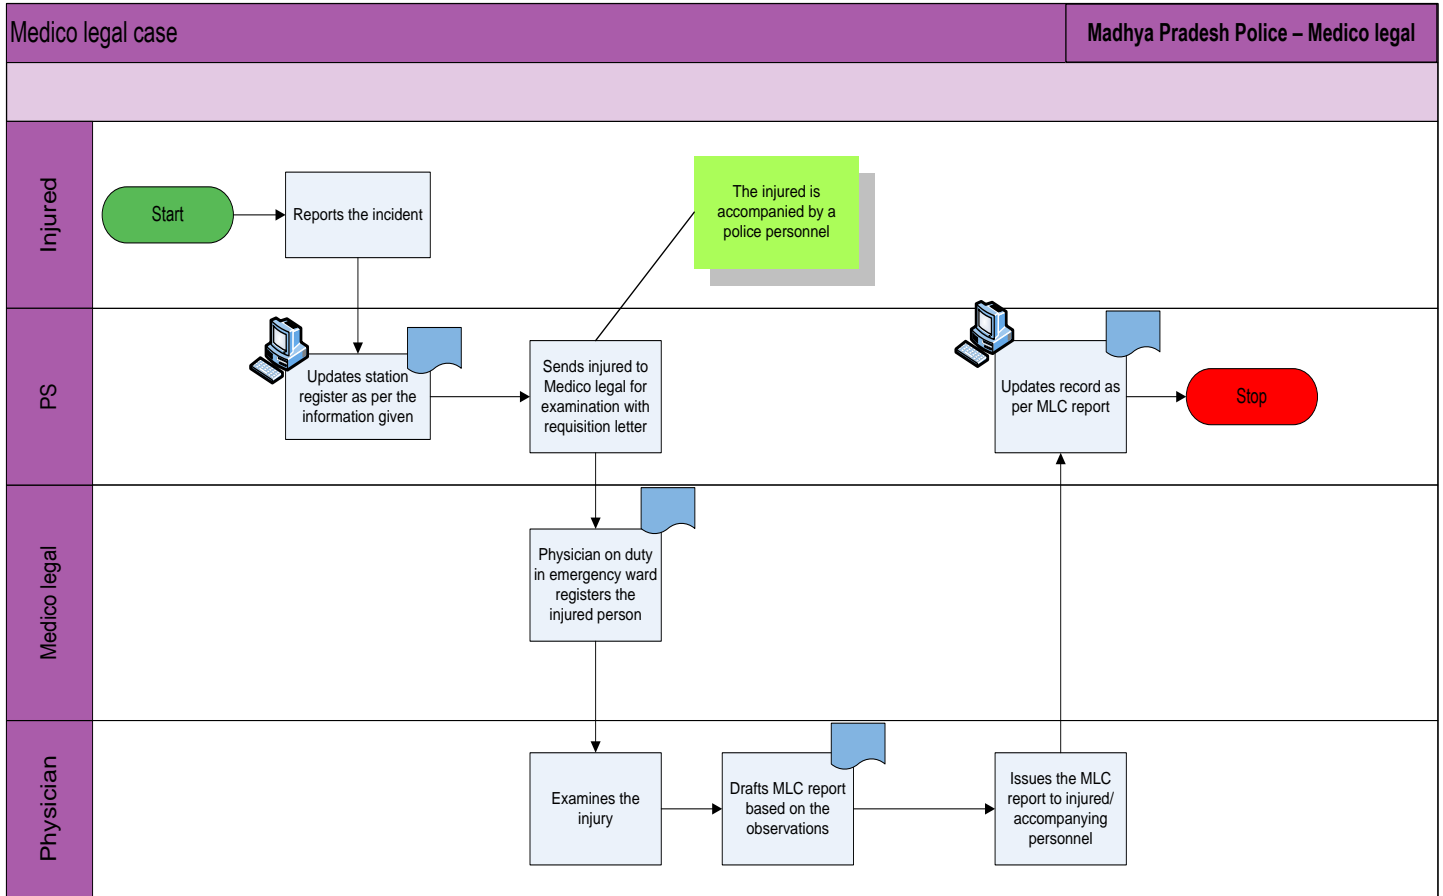 Medico legal case
Madhya Pradesh Police – Medico legal
Injured
Start
Reports the incident
The injured is
accompanied by a
police personnel
PS
Updates station
register as per the
information given
Sends injured to
Medico legal for
examination with
requisition letter
Updates record as
per MLC report
Stop
Medico legal
Physician on duty
in emergency ward
registers the
injured person
Physician
Examines the
injury
Drafts MLC report
based on the
observations
Issues the MLC
report to injured/
accompanying
personnel